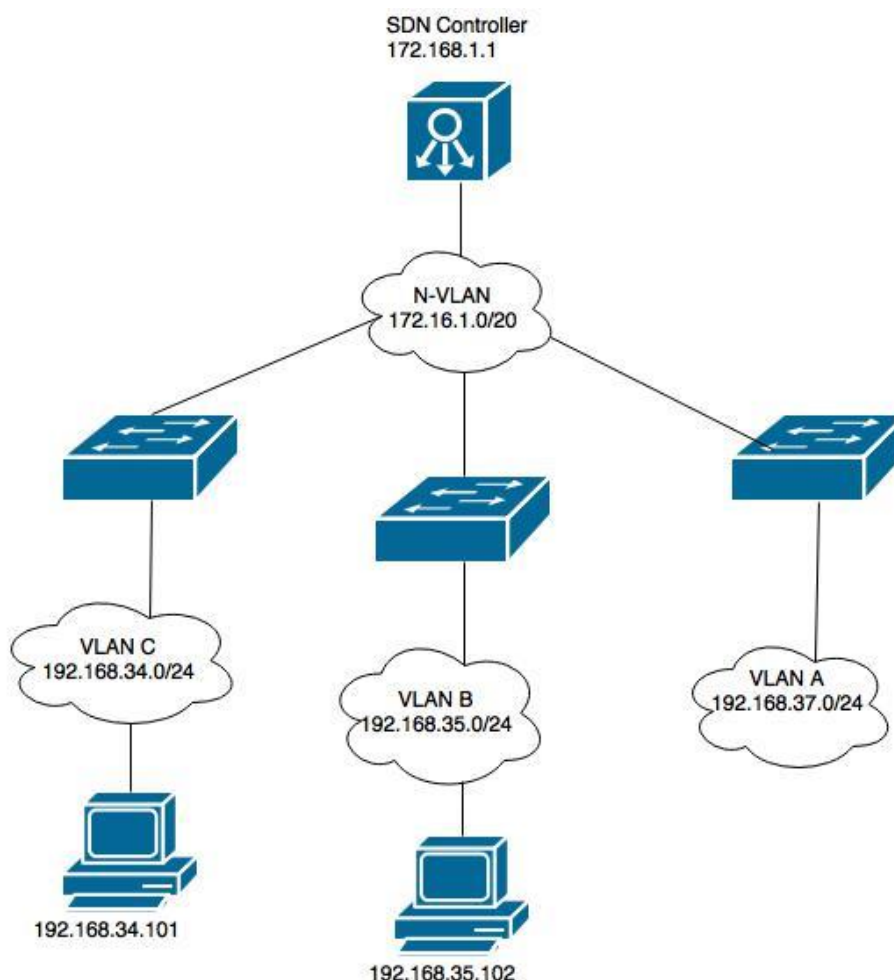 SDN Controller
172.168.1.1
N-VLAN
172.16.1.0/20
VLAN C
192.168.34.0/24
VLAN B
192.168.35.0/24
VLAN A
192.168.37.0/24
192.168.34.101
192.168.35.102